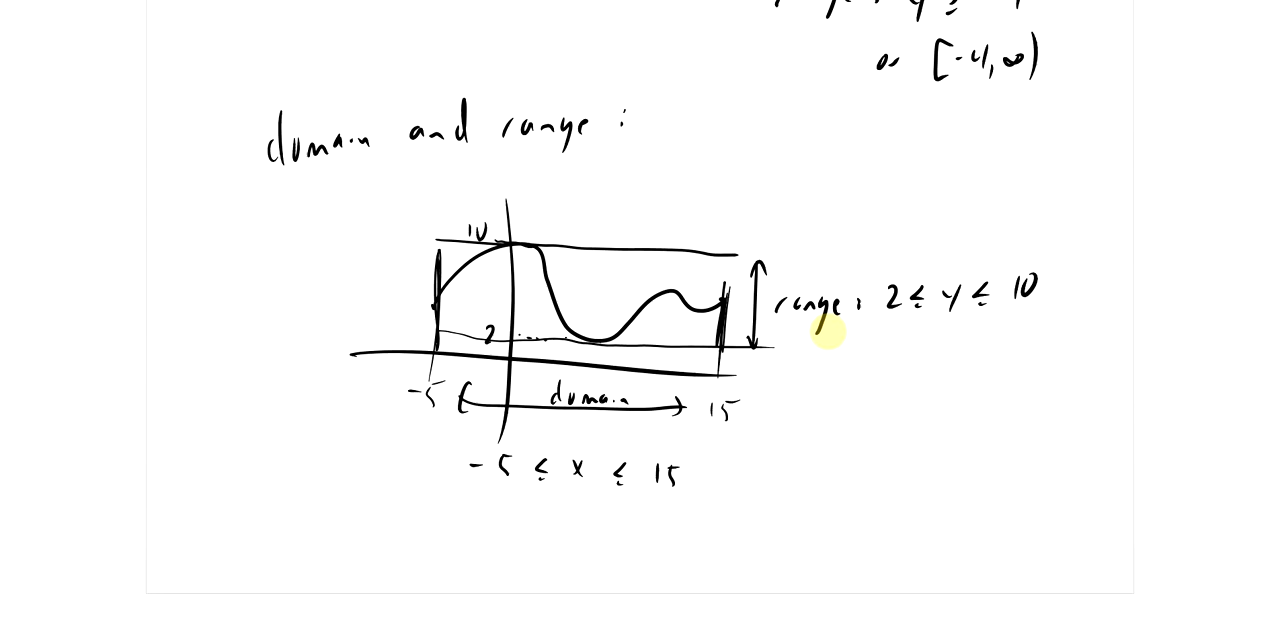 or [-4, ∞)
domain and range :
10
2
range : 2 ≤ y ≤ 10
-5
domain
15
-5 ≤ x ≤ 15